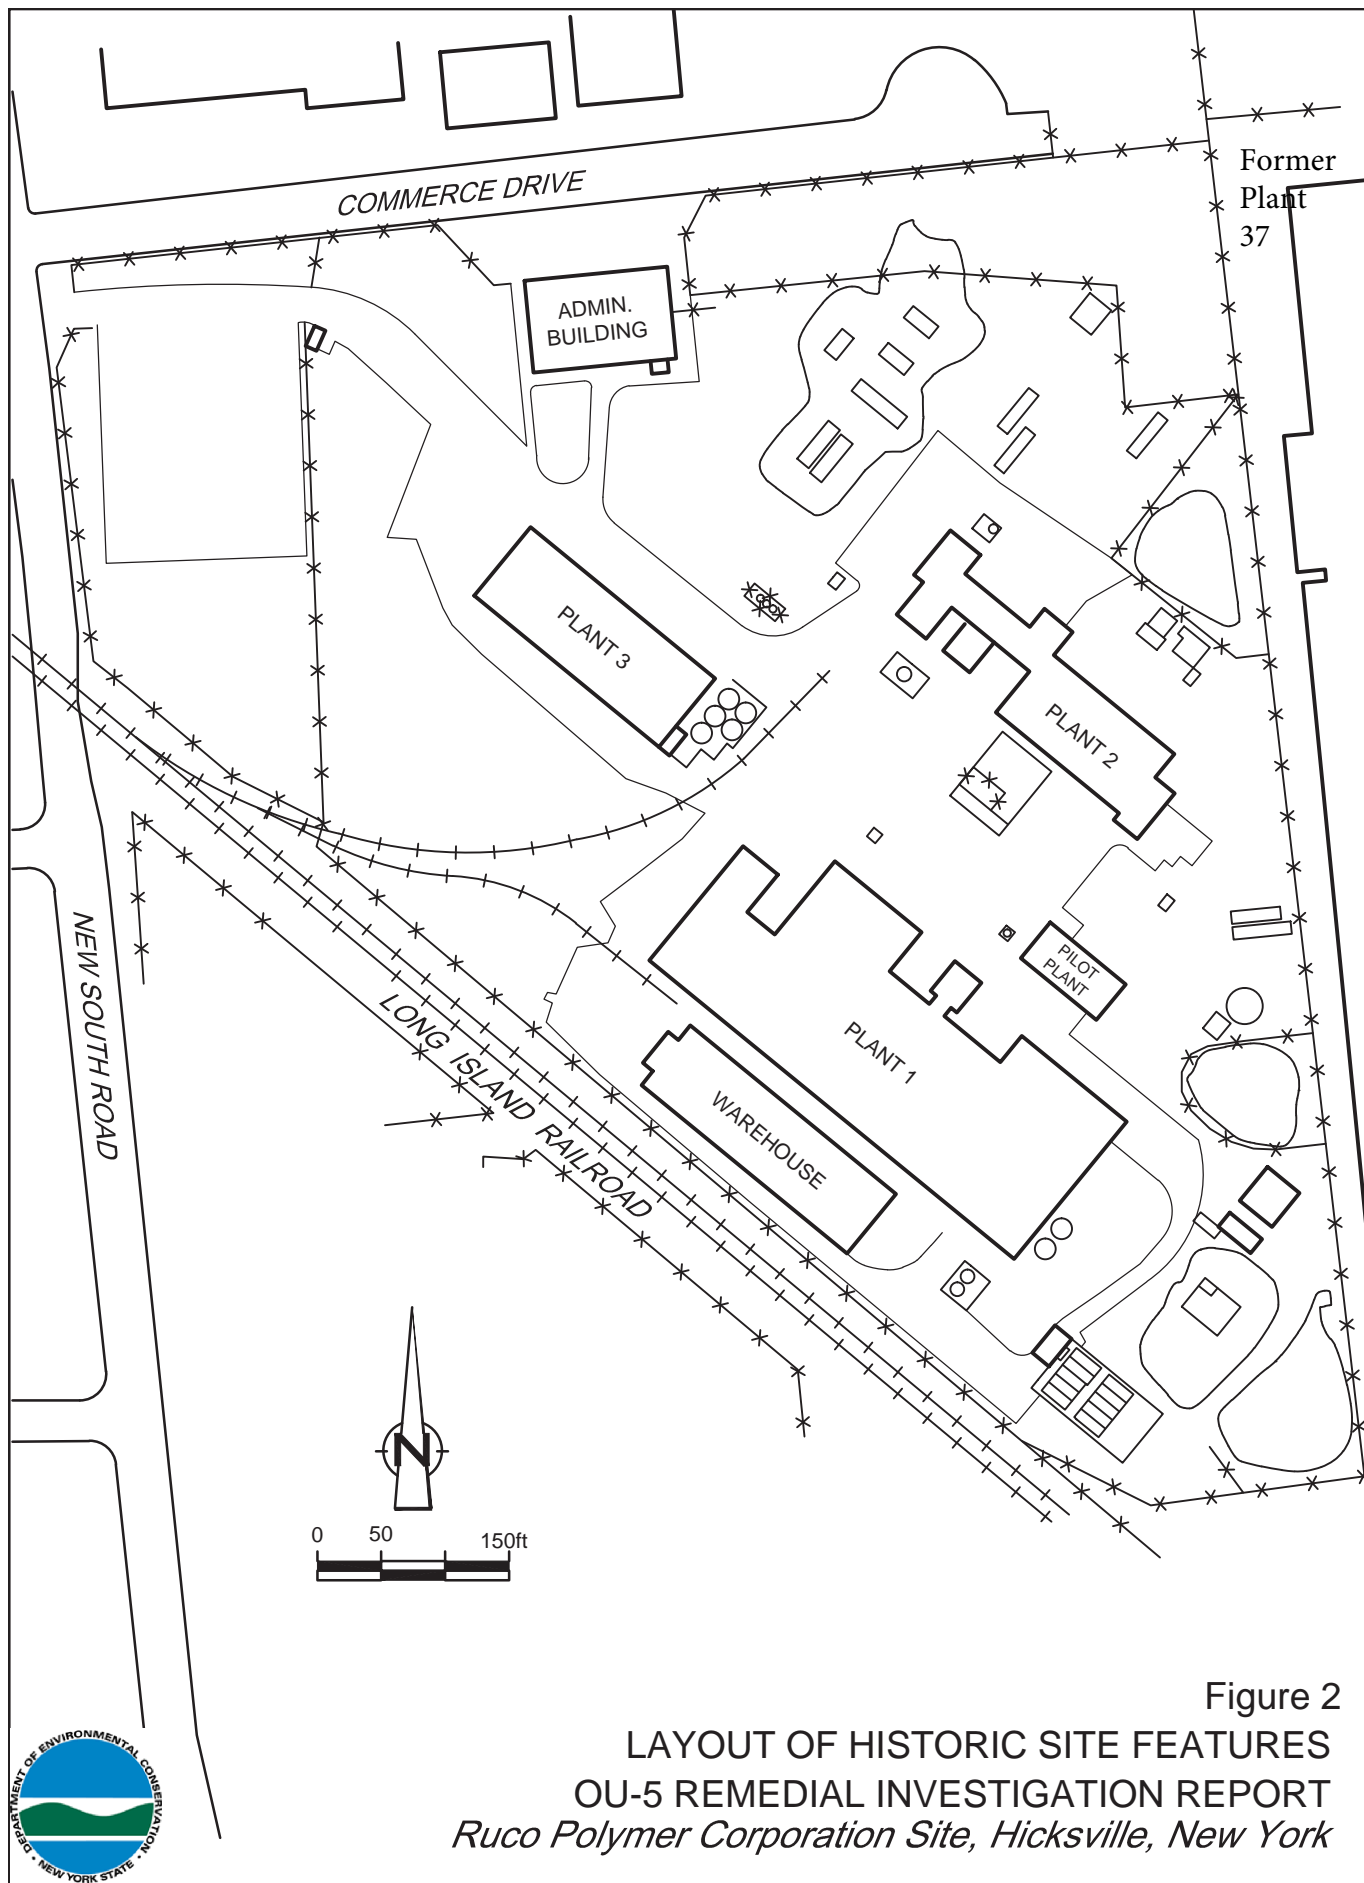 Former
Plant
37
COMMERCE DRIVE
ADMIN.
BUILDING
PLANT 3
PLANT 2
PILOT
PLANT
PLANT 1
WAREHOUSE
NEW SOUTH ROAD
LONG ISLAND RAILROAD
N
0 50 150ft
Figure 2
LAYOUT OF HISTORIC SITE FEATURES
OU-5 REMEDIAL INVESTIGATION REPORT
Ruco Polymer Corporation Site, Hicksville, New York
DEPARTMENT OF ENVIRONMENTAL CONSERVATION
• NEW YORK STATE •